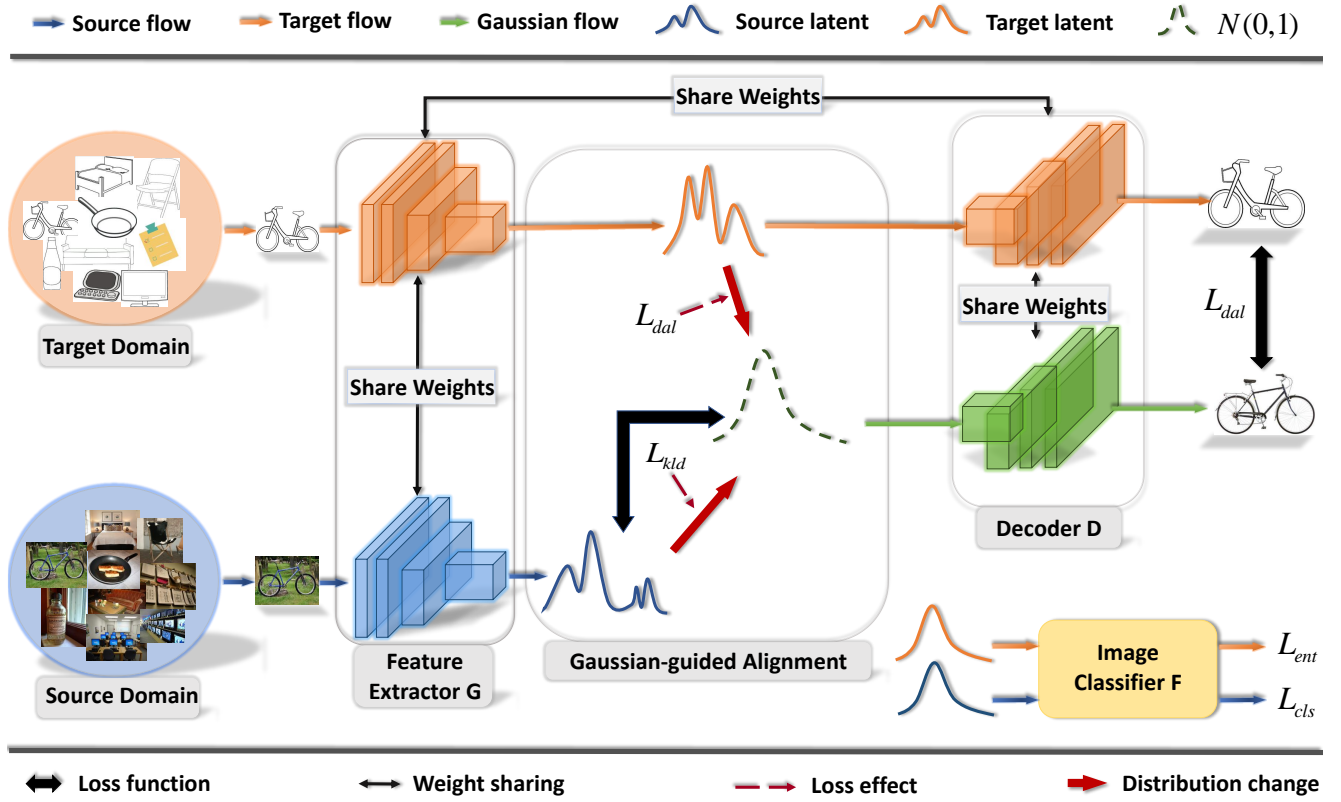 Source flow
Target flow
Gaussian flow
Source latent
Target latent
N(0,1)
Share Weights
Target Domain
L_dal
Share Weights
L_dal
Share Weights
L_kld
Source Domain
Feature
Extractor G
Gaussian-guided Alignment
Decoder D
Image
Classifier F
L_ent
L_cls
Loss function
Weight sharing
Loss effect
Distribution change